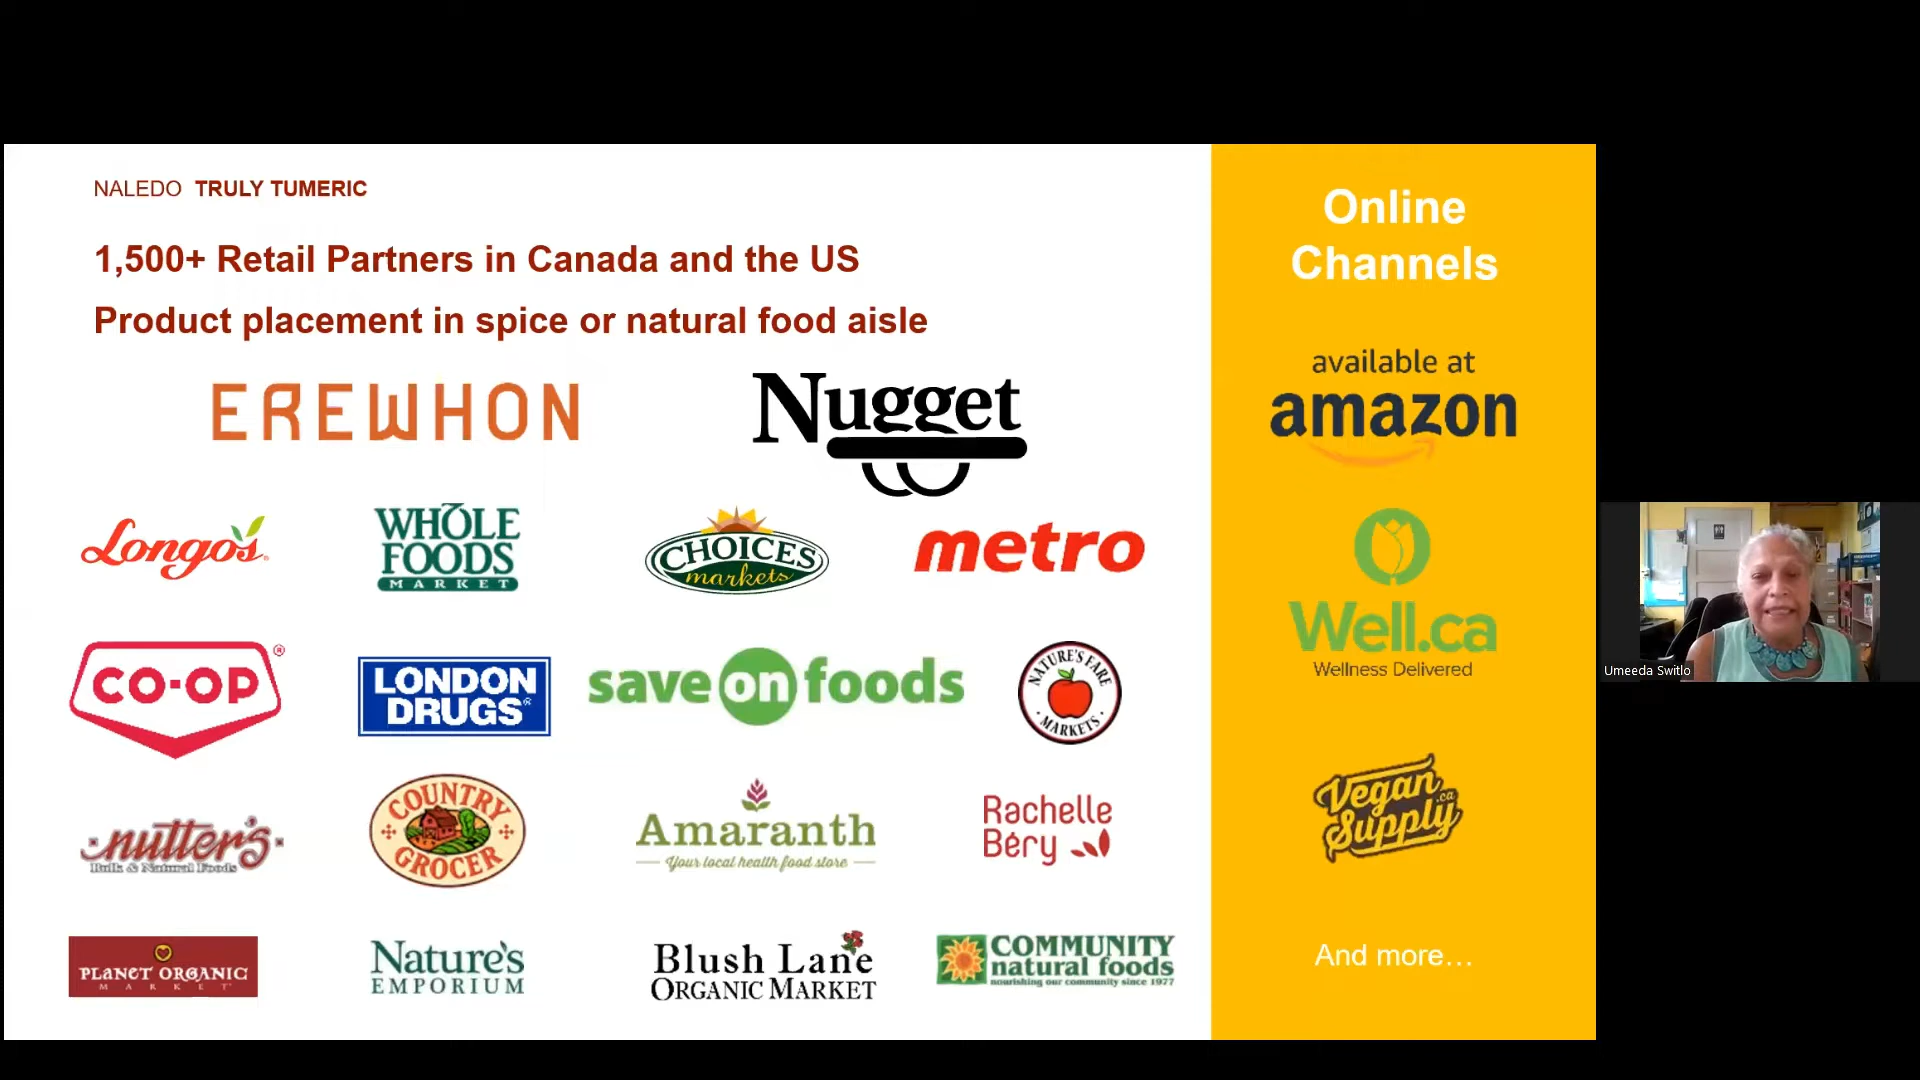 NALEDO TRULY TUMERIC
1,500+ Retail Partners in Canada and the US
Product placement in spice or natural food aisle
EREWHON
Nugget
Longo's
WHOLE
FOODS
MARKET
CHOICES
markets
metro
CO-OP®
LONDON
DRUGS®
save on foods
NATURE'S FARE
· MARKETS ·
·nutter's·
Bulk & Natural Foods
COUNTRY
GROCER
Amaranth
Your local health food store
Rachelle
Béry
PLANET ORGANIC
MARKET
Nature's
EMPORIUM
Blush Lane
ORGANIC MARKET
COMMUNITY
natural foods
nourishing our community since 1977
Online
Channels
available at
amazon
Well.ca
Wellness Delivered
Vegan
Supply.ca
And more...
Umeeda Switlo